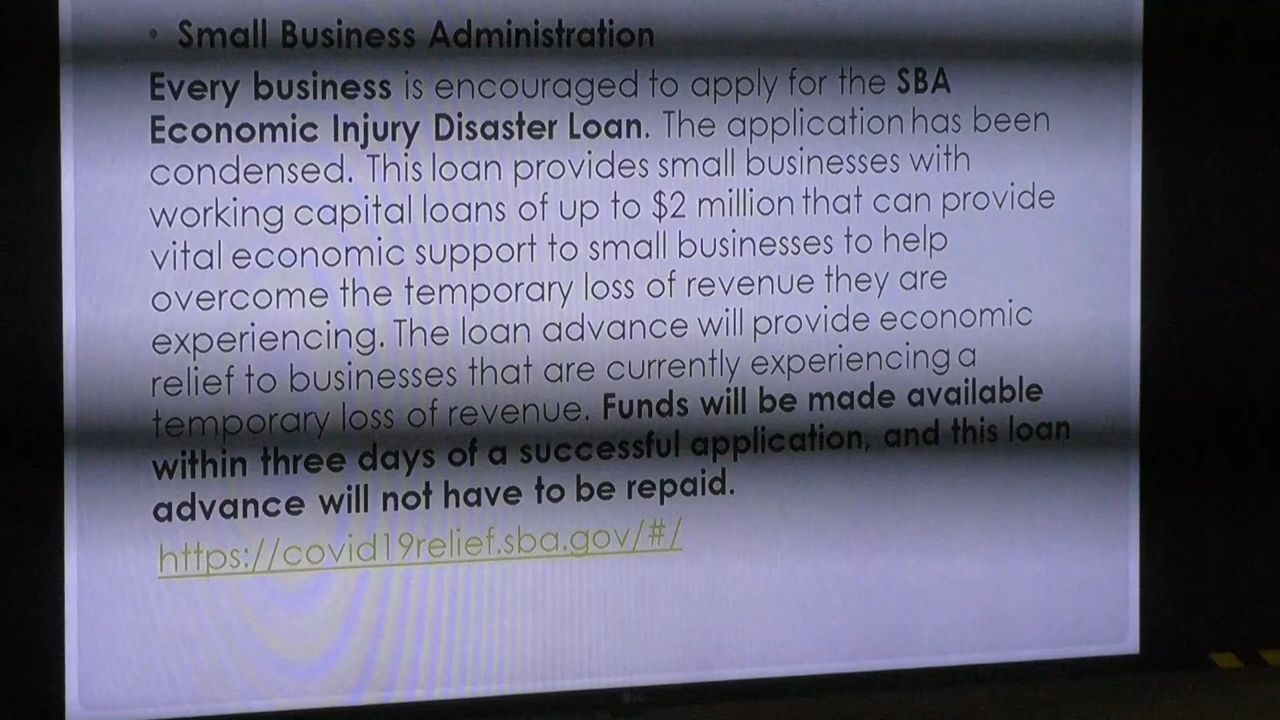 • Small Business Administration
Every business is encouraged to apply for the SBA
Economic Injury Disaster Loan. The application has been
condensed. This loan provides small businesses with
working capital loans of up to $2 million that can provide
vital economic support to small businesses to help
overcome the temporary loss of revenue they are
experiencing. The loan advance will provide economic
relief to businesses that are currently experiencing a
temporary loss of revenue. Funds will be made available
within three days of a successful application, and this loan
advance will not have to be repaid.
https://covid19relief.sba.gov/#/
LG